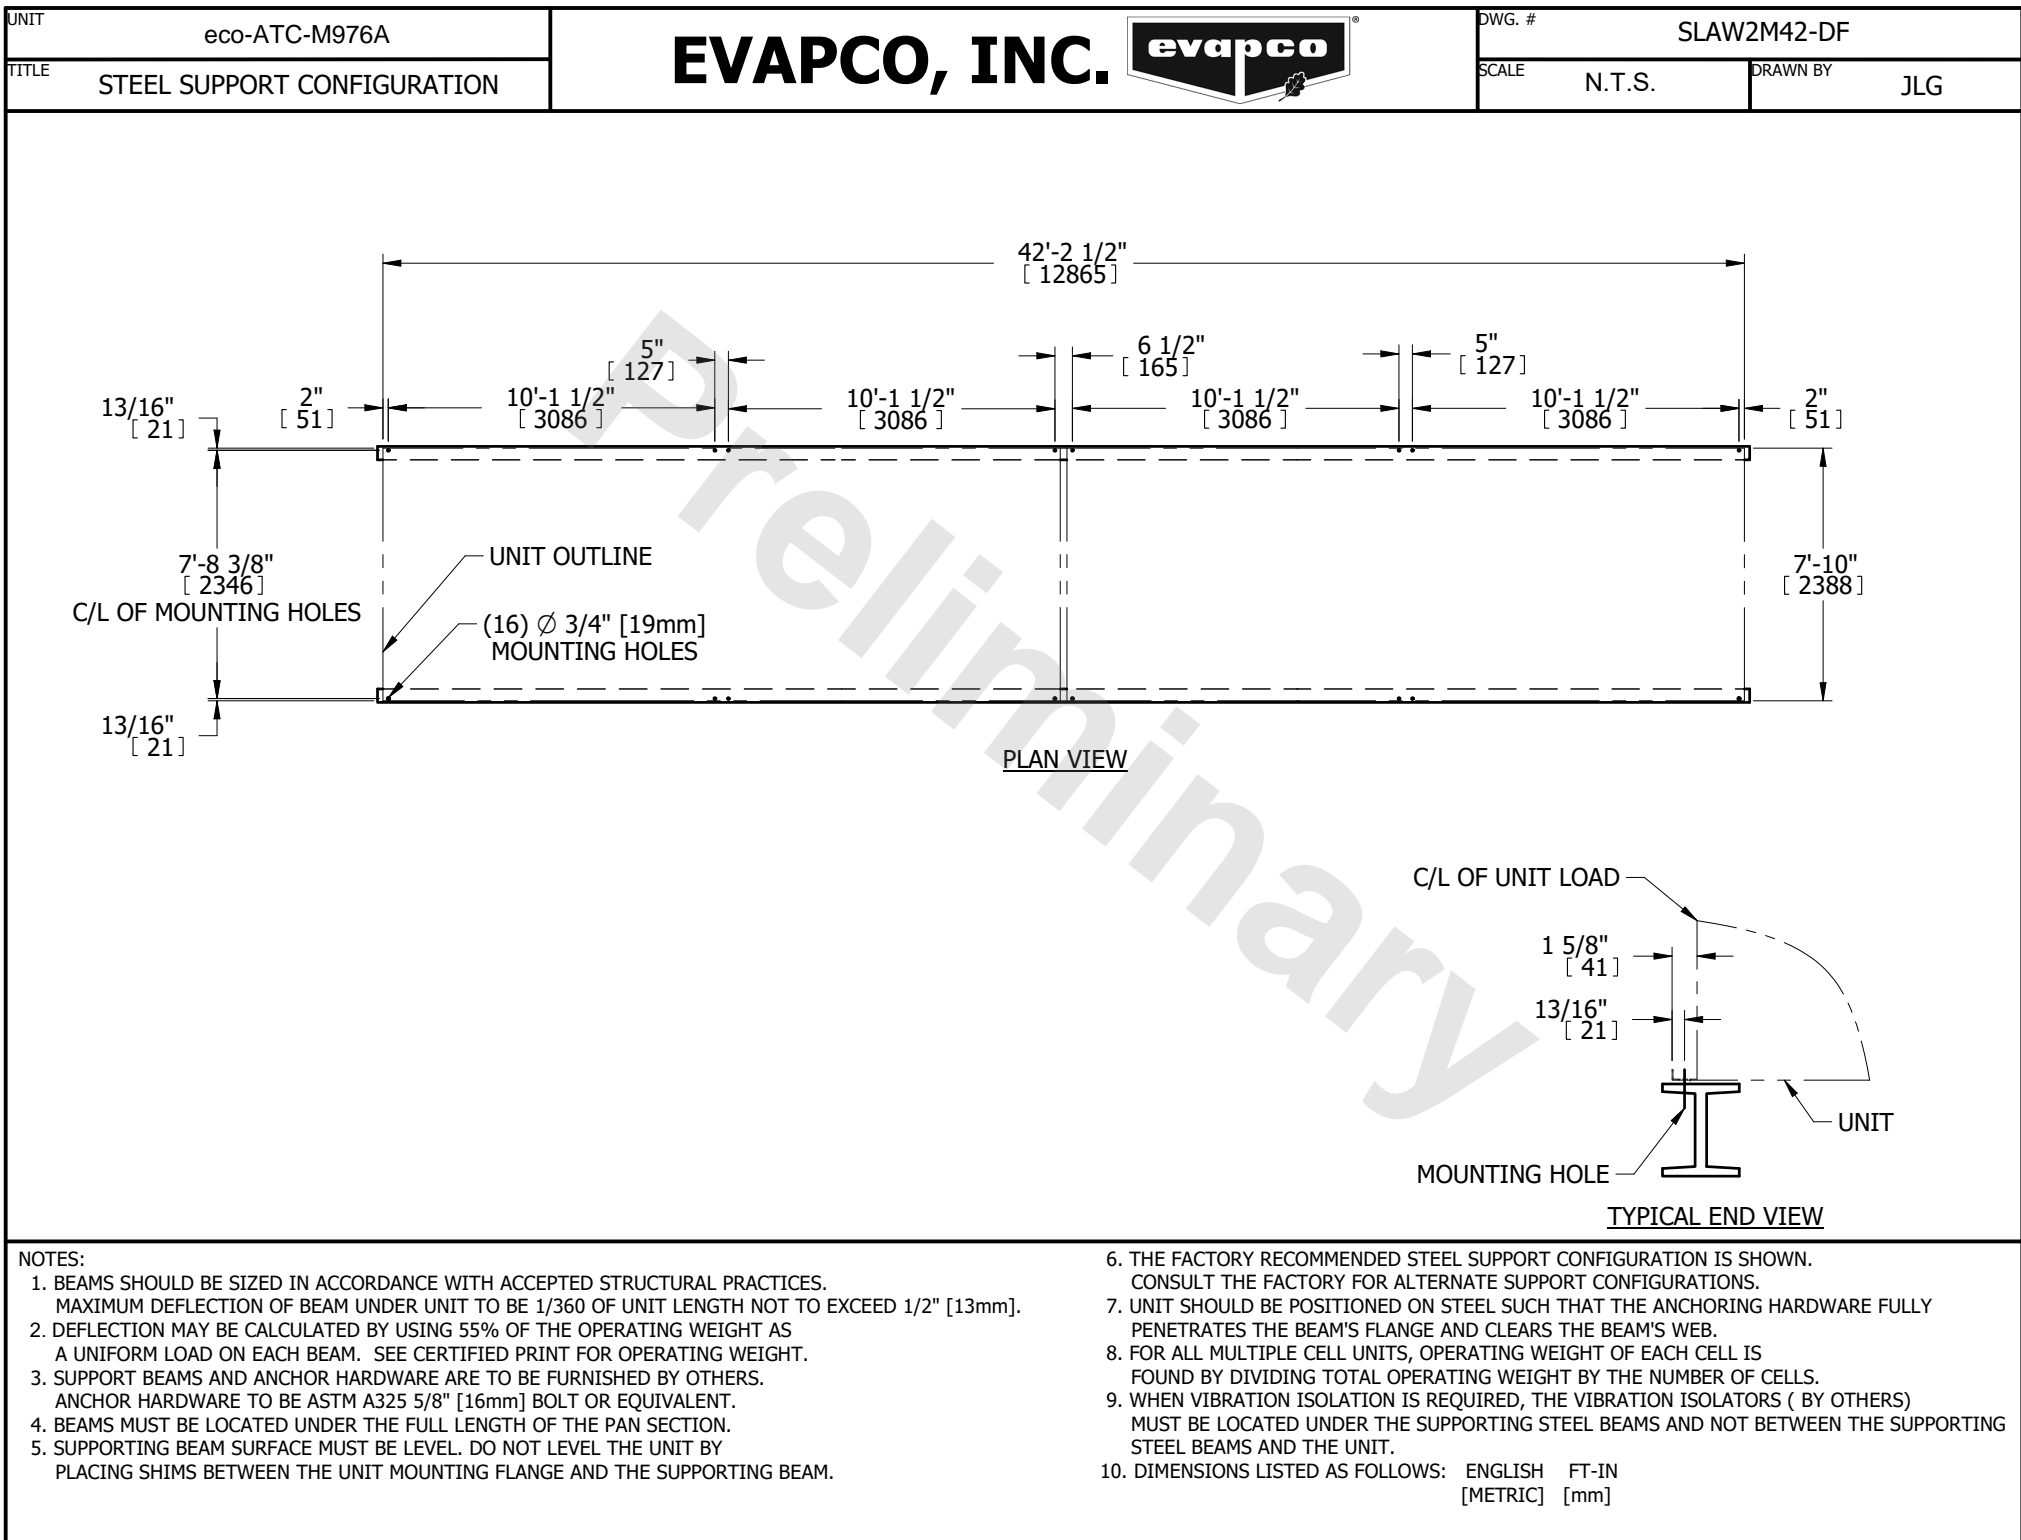 UNIT
eco-ATC-M976A
TITLE
STEEL SUPPORT CONFIGURATION
EVAPCO, INC.
evapco
®
DWG. #
SLAW2M42-DF
SCALE
N.T.S.
DRAWN BY
JLG
42'-2 1/2"
[ 12865]
5"
[ 127]
6 1/2"
[ 165]
5"
[ 127]
13/16"
[ 21]
2"
[ 51]
10'-1 1/2"
[ 3086 ]
10'-1 1/2"
[ 3086 ]
10'-1 1/2"
[ 3086 ]
10'-1 1/2"
[ 3086 ]
2"
[ 51]
7'-8 3/8"
[ 2346]
C/L OF MOUNTING HOLES
UNIT OUTLINE
(16) Ø 3/4" [19mm]
MOUNTING HOLES
7'-10"
[ 2388]
13/16"
[ 21]
PLAN VIEW
Preliminary
C/L OF UNIT LOAD
1 5/8"
[ 41]
13/16"
[ 21]
UNIT
MOUNTING HOLE
TYPICAL END VIEW
NOTES:
1. BEAMS SHOULD BE SIZED IN ACCORDANCE WITH ACCEPTED STRUCTURAL PRACTICES.
MAXIMUM DEFLECTION OF BEAM UNDER UNIT TO BE 1/360 OF UNIT LENGTH NOT TO EXCEED 1/2" [13mm].
2. DEFLECTION MAY BE CALCULATED BY USING 55% OF THE OPERATING WEIGHT AS
A UNIFORM LOAD ON EACH BEAM. SEE CERTIFIED PRINT FOR OPERATING WEIGHT.
3. SUPPORT BEAMS AND ANCHOR HARDWARE ARE TO BE FURNISHED BY OTHERS.
ANCHOR HARDWARE TO BE ASTM A325 5/8" [16mm] BOLT OR EQUIVALENT.
4. BEAMS MUST BE LOCATED UNDER THE FULL LENGTH OF THE PAN SECTION.
5. SUPPORTING BEAM SURFACE MUST BE LEVEL. DO NOT LEVEL THE UNIT BY
PLACING SHIMS BETWEEN THE UNIT MOUNTING FLANGE AND THE SUPPORTING BEAM.
6. THE FACTORY RECOMMENDED STEEL SUPPORT CONFIGURATION IS SHOWN.
CONSULT THE FACTORY FOR ALTERNATE SUPPORT CONFIGURATIONS.
7. UNIT SHOULD BE POSITIONED ON STEEL SUCH THAT THE ANCHORING HARDWARE FULLY
PENETRATES THE BEAM'S FLANGE AND CLEARS THE BEAM'S WEB.
8. FOR ALL MULTIPLE CELL UNITS, OPERATING WEIGHT OF EACH CELL IS
FOUND BY DIVIDING TOTAL OPERATING WEIGHT BY THE NUMBER OF CELLS.
9. WHEN VIBRATION ISOLATION IS REQUIRED, THE VIBRATION ISOLATORS ( BY OTHERS)
MUST BE LOCATED UNDER THE SUPPORTING STEEL BEAMS AND NOT BETWEEN THE SUPPORTING
STEEL BEAMS AND THE UNIT.
10. DIMENSIONS LISTED AS FOLLOWS: ENGLISH FT-IN
[METRIC] [mm]